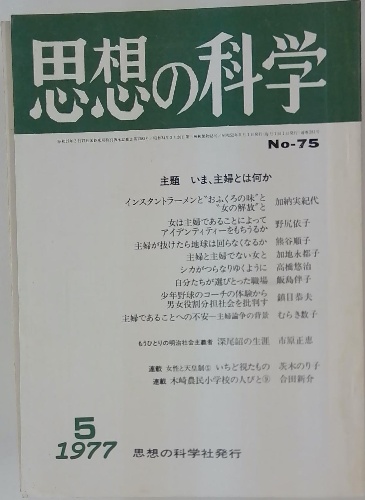 思想の科学
No-75
主題 いま、主婦とは何か
インスタントラーメンと“おふくろの味”と
“女の解放”と 加納実紀代
女は主婦であることによって
アイデンティティーをもちうるか 野尻依子
主婦が抜けたら地球は回らなくなるか 熊谷順子
主婦と主婦でない女と 加地永都子
シカがつらなりゆくように 高橋悠治
自分たちが選びとった職場 飯島伴子
少年野球のコーチの体験から
男女役割分担社会を批判す 鎮目恭夫
主婦であることへの不安―主婦論争の背景 むらき数子
もうひとりの明治社会主義者 深尾韶の生涯 市原正恵
連載 女性と天皇制⑤ いちど視たもの 茨木のり子
連載 木崎農民小学校の人びと⑨ 合田新介
5
1977
思想の科学社発行